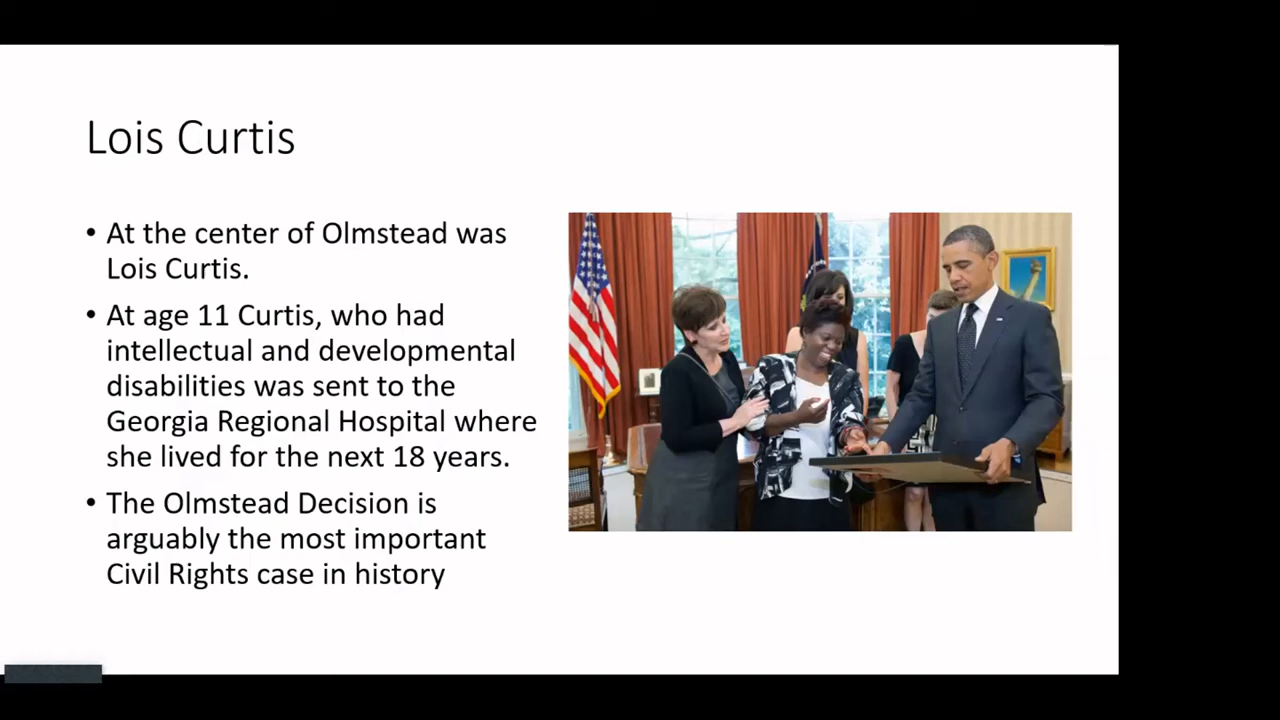 Lois Curtis
• At the center of Olmstead was
Lois Curtis.
• At age 11 Curtis, who had
intellectual and developmental
disabilities was sent to the
Georgia Regional Hospital where
she lived for the next 18 years.
• The Olmstead Decision is
arguably the most important
Civil Rights case in history